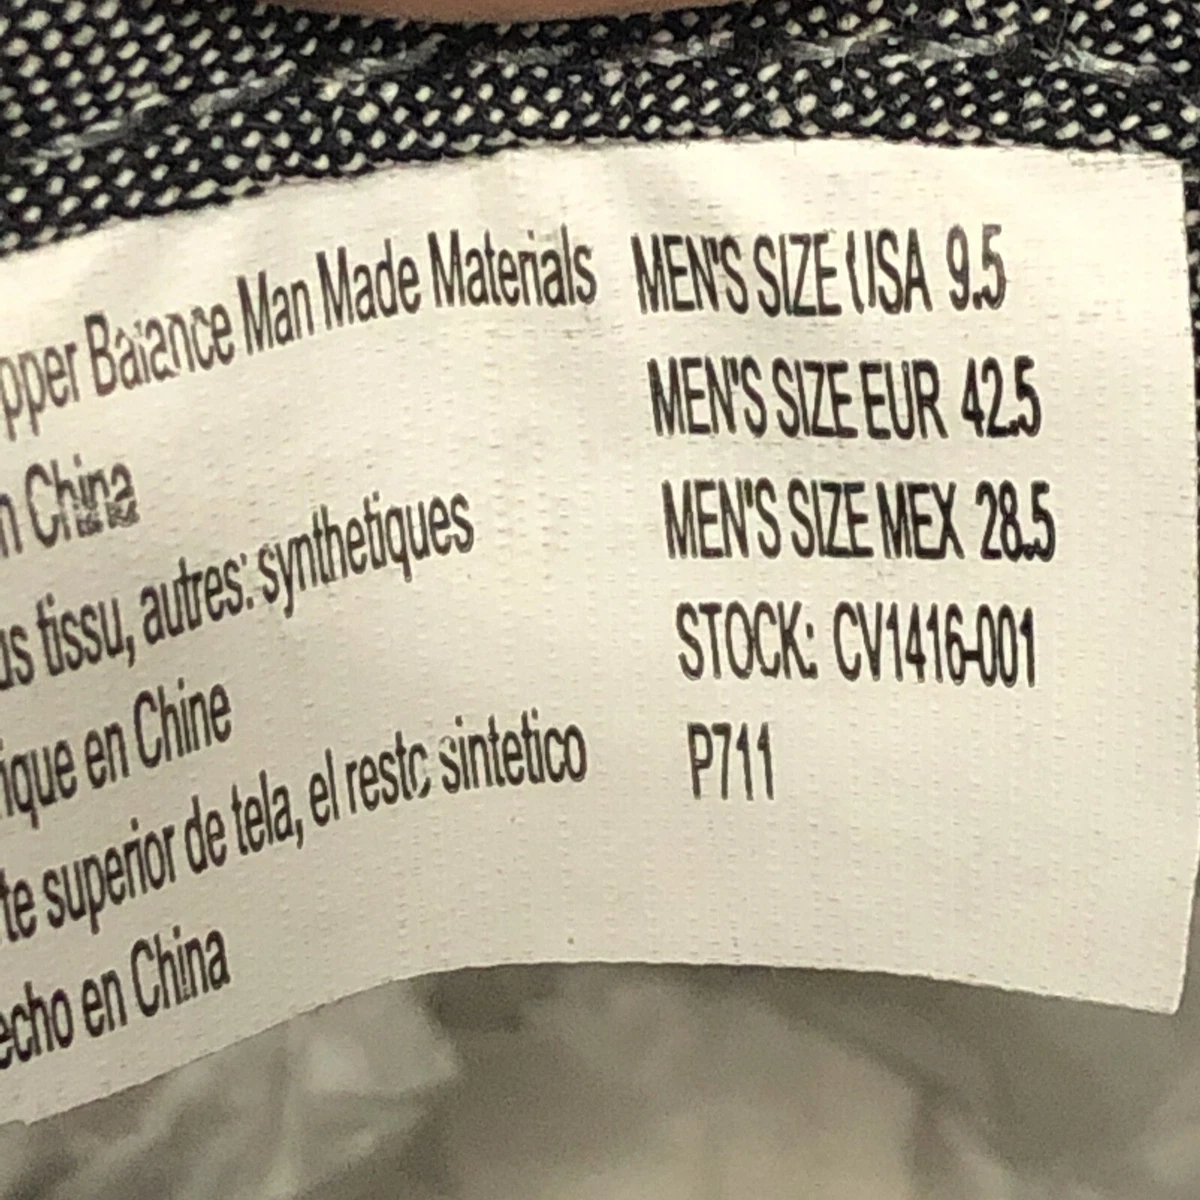 pper Balance Man Made Materials
n China
us tissu, autres: synthetiques
ique en Chine
te superior de tela, el resto sintetico
echo en China
MEN'S SIZE USA 9.5
MEN'S SIZE EUR 42.5
MEN'S SIZE MEX 28.5
STOCK: CV1416-001
P711